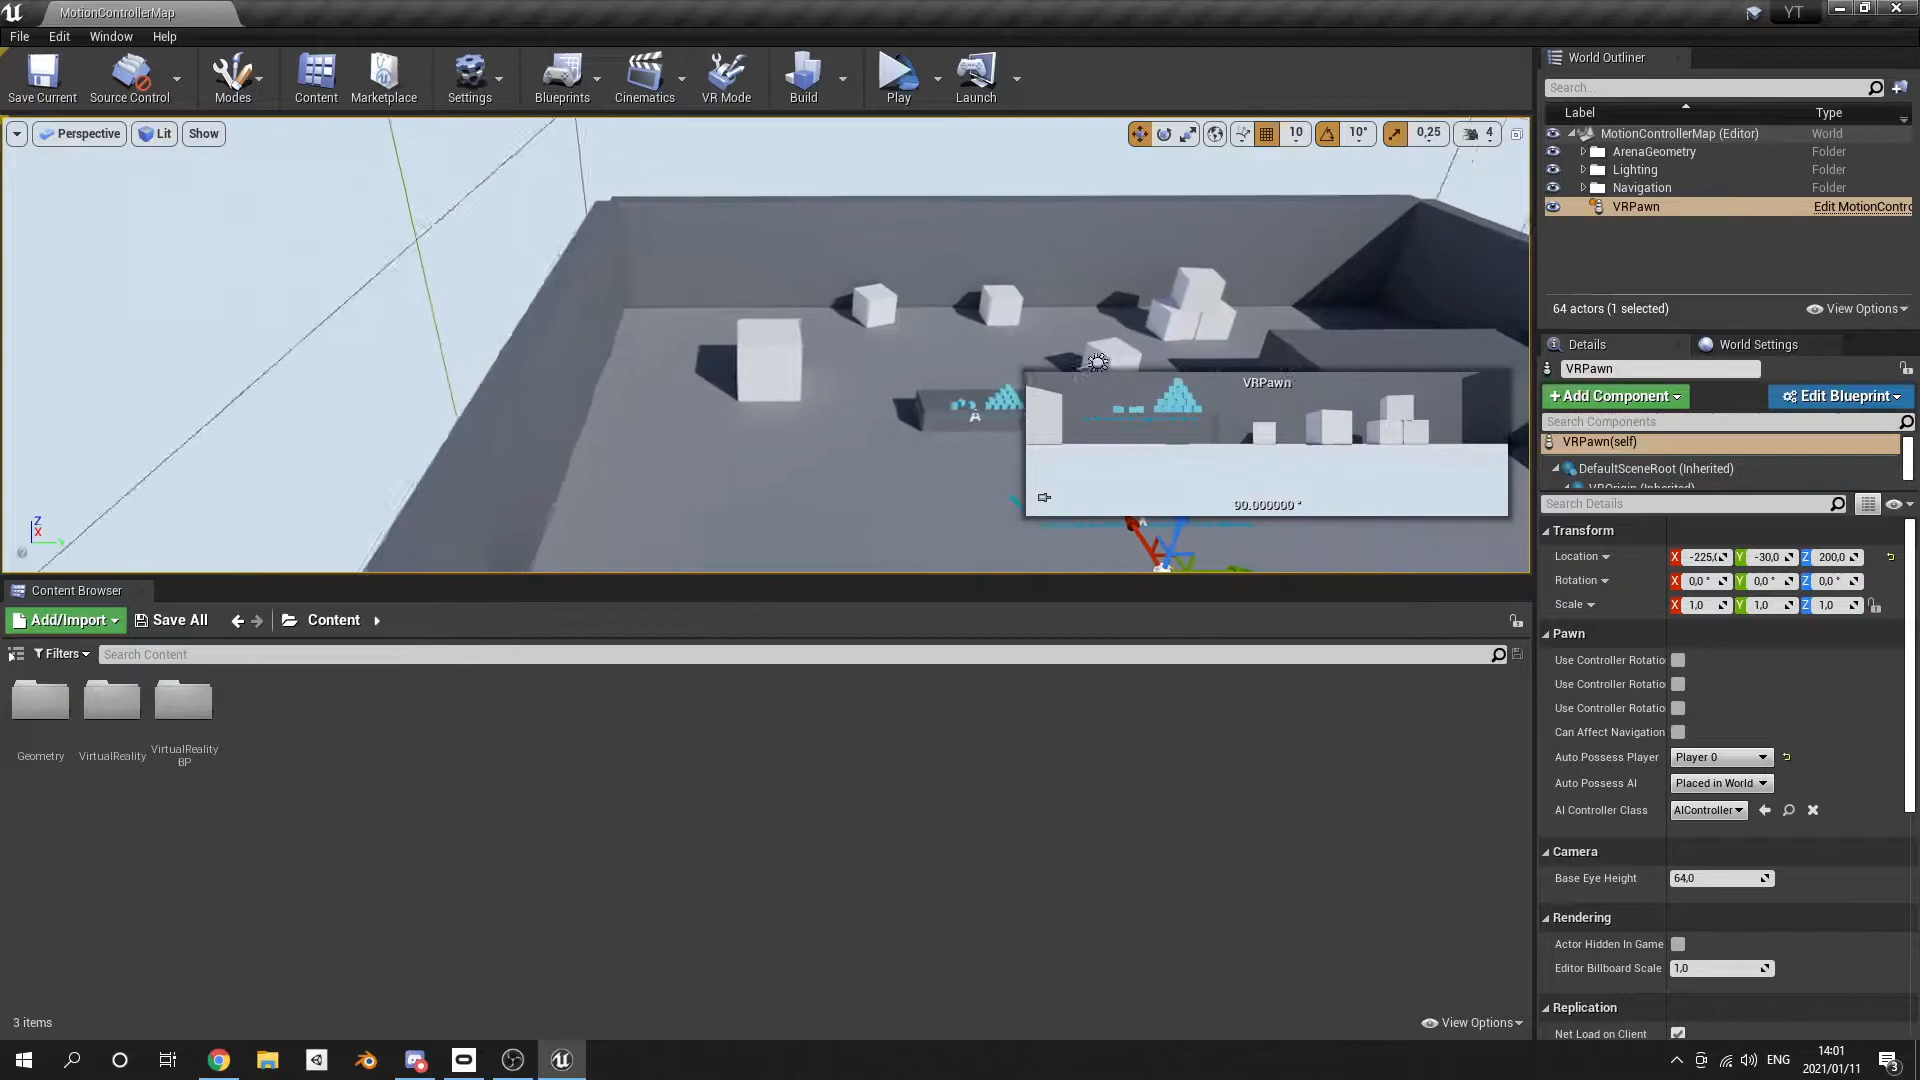 MotionControllerMap
YT
File Edit Window Help
Save Current Source Control Modes Content Marketplace Settings Blueprints Cinematics VR Mode Build Play Launch
Perspective Lit Show
10 10° 0,25 4
VRPawn
90.000000 °
Z
X
World Outliner
Search...
Label Type
MotionControllerMap (Editor) World
ArenaGeometry Folder
Lighting Folder
Navigation Folder
VRPawn Edit MotionContro
64 actors (1 selected) View Options
Details World Settings
VRPawn
+Add Component Edit Blueprint
Search Components
VRPawn(self)
DefaultSceneRoot (Inherited)
VROrigin (Inherited)
Search Details
Transform
Location X -225,( Y -30,0 Z 200,0
Rotation X 0,0 ° Y 0,0 ° Z 0,0 °
Scale X 1,0 Y 1,0 Z 1,0
Pawn
Use Controller Rotatio
Use Controller Rotatio
Use Controller Rotatio
Can Affect Navigation
Auto Possess Player Player 0
Auto Possess AI Placed in World
AI Controller Class AIController
Camera
Base Eye Height 64,0
Rendering
Actor Hidden In Game
Editor Billboard Scale 1,0
Replication
Net Load on Client
Content Browser
Add/Import Save All Content
Filters Search Content
Geometry VirtualReality VirtualReality
BP
3 items View Options
ENG 14:01
2021/01/11 3